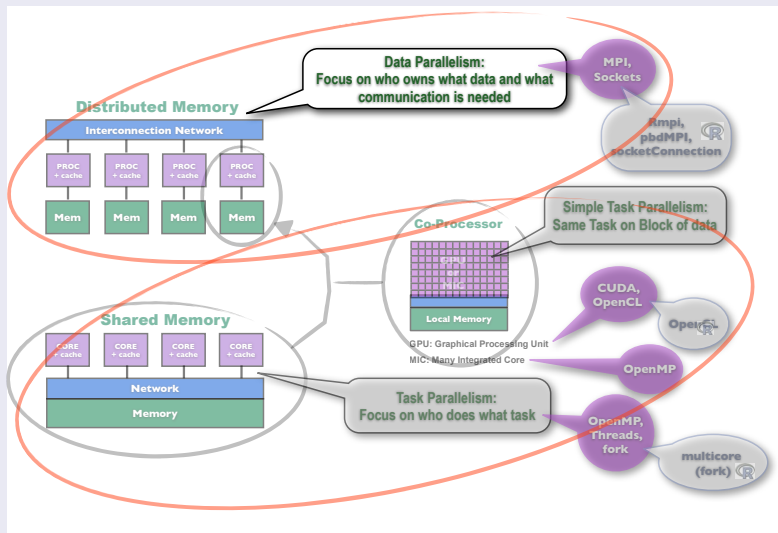 Data Parallelism:
Focus on who owns what data and what
communication is needed
MPI,
Sockets
Distributed Memory
Interconnection Network
Rmpi,
pbdMPI,
socketConnection
R
PROC
+ cache
PROC
+ cache
PROC
+ cache
PROC
+ cache
Mem
Mem
Mem
Mem
Simple Task Parallelism:
Same Task on Block of data
Co-Processor
GPU
or
MIC
Local Memory
CUDA,
OpenCL
OpenCL
R
GPU: Graphical Processing Unit
MIC: Many Integrated Core
OpenMP
Shared Memory
CORE
+ cache
CORE
+ cache
CORE
+ cache
CORE
+ cache
Network
Memory
Task Parallelism:
Focus on who does what task
OpenMP,
Threads,
fork
multicore
(fork)
R